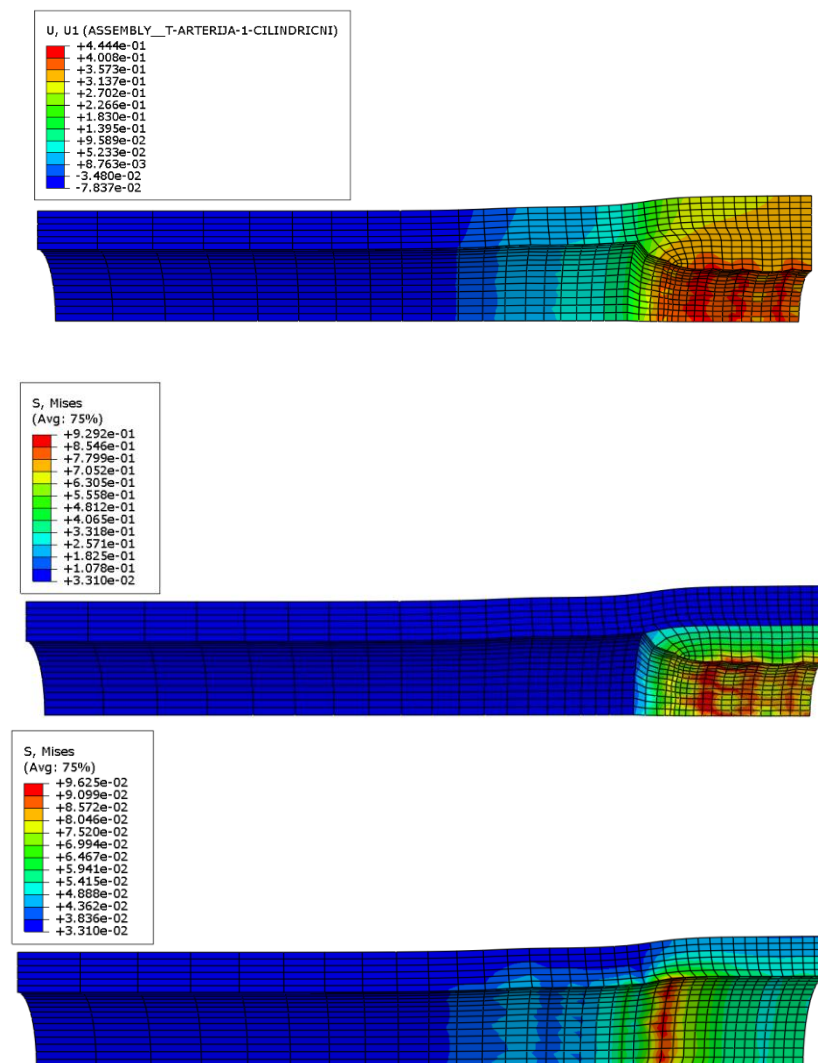 U, U1 (ASSEMBLY__T-ARTERIJA-1-CILINDRICNI)
+4.444e-01
+4.008e-01
+3.573e-01
+3.137e-01
+2.702e-01
+2.266e-01
+1.830e-01
+1.395e-01
+9.589e-02
+5.233e-02
+8.763e-03
-3.480e-02
-7.837e-02
S, Mises
(Avg: 75%)
+9.292e-01
+8.546e-01
+7.799e-01
+7.052e-01
+6.305e-01
+5.558e-01
+4.812e-01
+4.065e-01
+3.318e-01
+2.571e-01
+1.825e-01
+1.078e-01
+3.310e-02
S, Mises
(Avg: 75%)
+9.625e-02
+9.099e-02
+8.572e-02
+8.046e-02
+7.520e-02
+6.994e-02
+6.467e-02
+5.941e-02
+5.415e-02
+4.888e-02
+4.362e-02
+3.836e-02
+3.310e-02